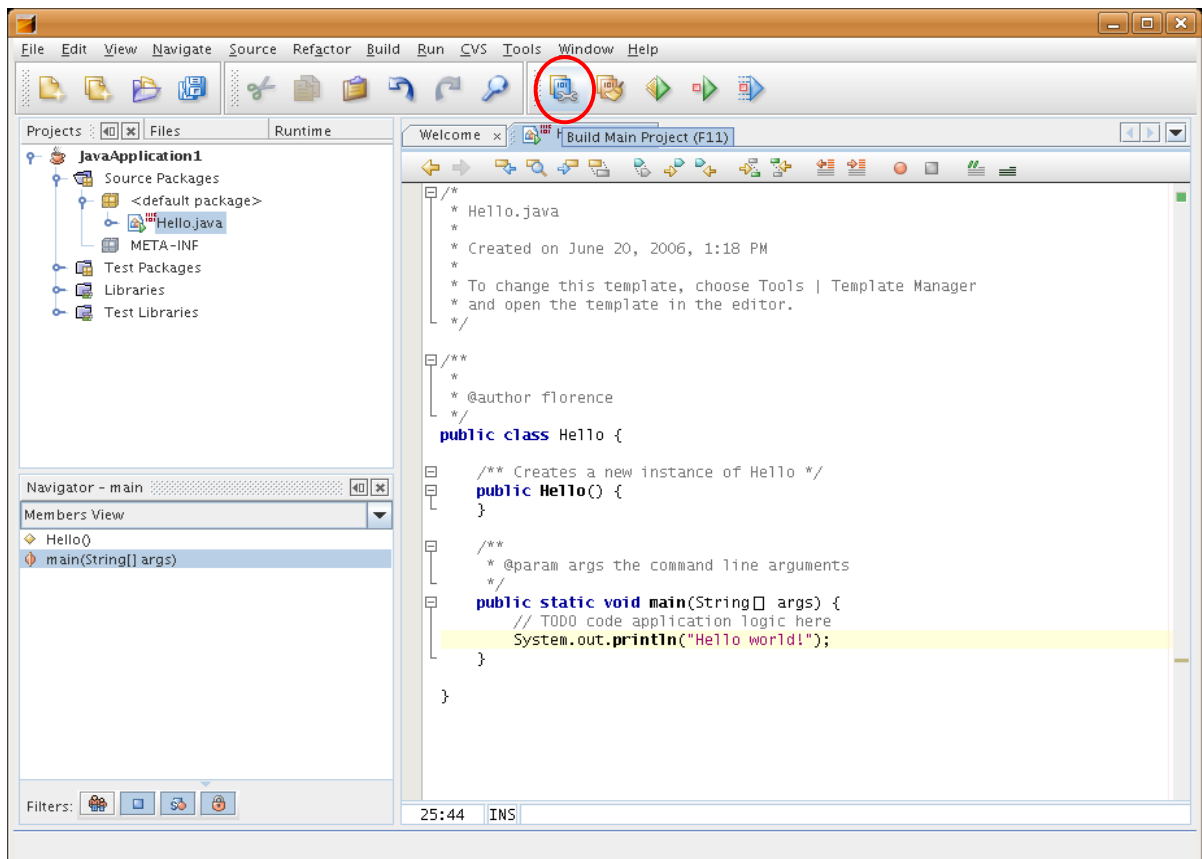 File Edit View Navigate Source Refactor Build Run CVS Tools Window Help
Projects Files Runtime
JavaApplication1
Source Packages
<default package>
Hello.java
META-INF
Test Packages
Libraries
Test Libraries
Navigator - main
Members View
Hello()
main(String[] args)
Filters:
Welcome
Build Main Project (F11)
/*
* Hello.java
*
* Created on June 20, 2006, 1:18 PM
*
* To change this template, choose Tools | Template Manager
* and open the template in the editor.
*/
/**
*
* @author florence
*/
public class Hello {
/** Creates a new instance of Hello */
public Hello() {
}
/**
* @param args the command line arguments
*/
public static void main(String[] args) {
// TODO code application logic here
System.out.println("Hello world!");
}
}
25:44 INS